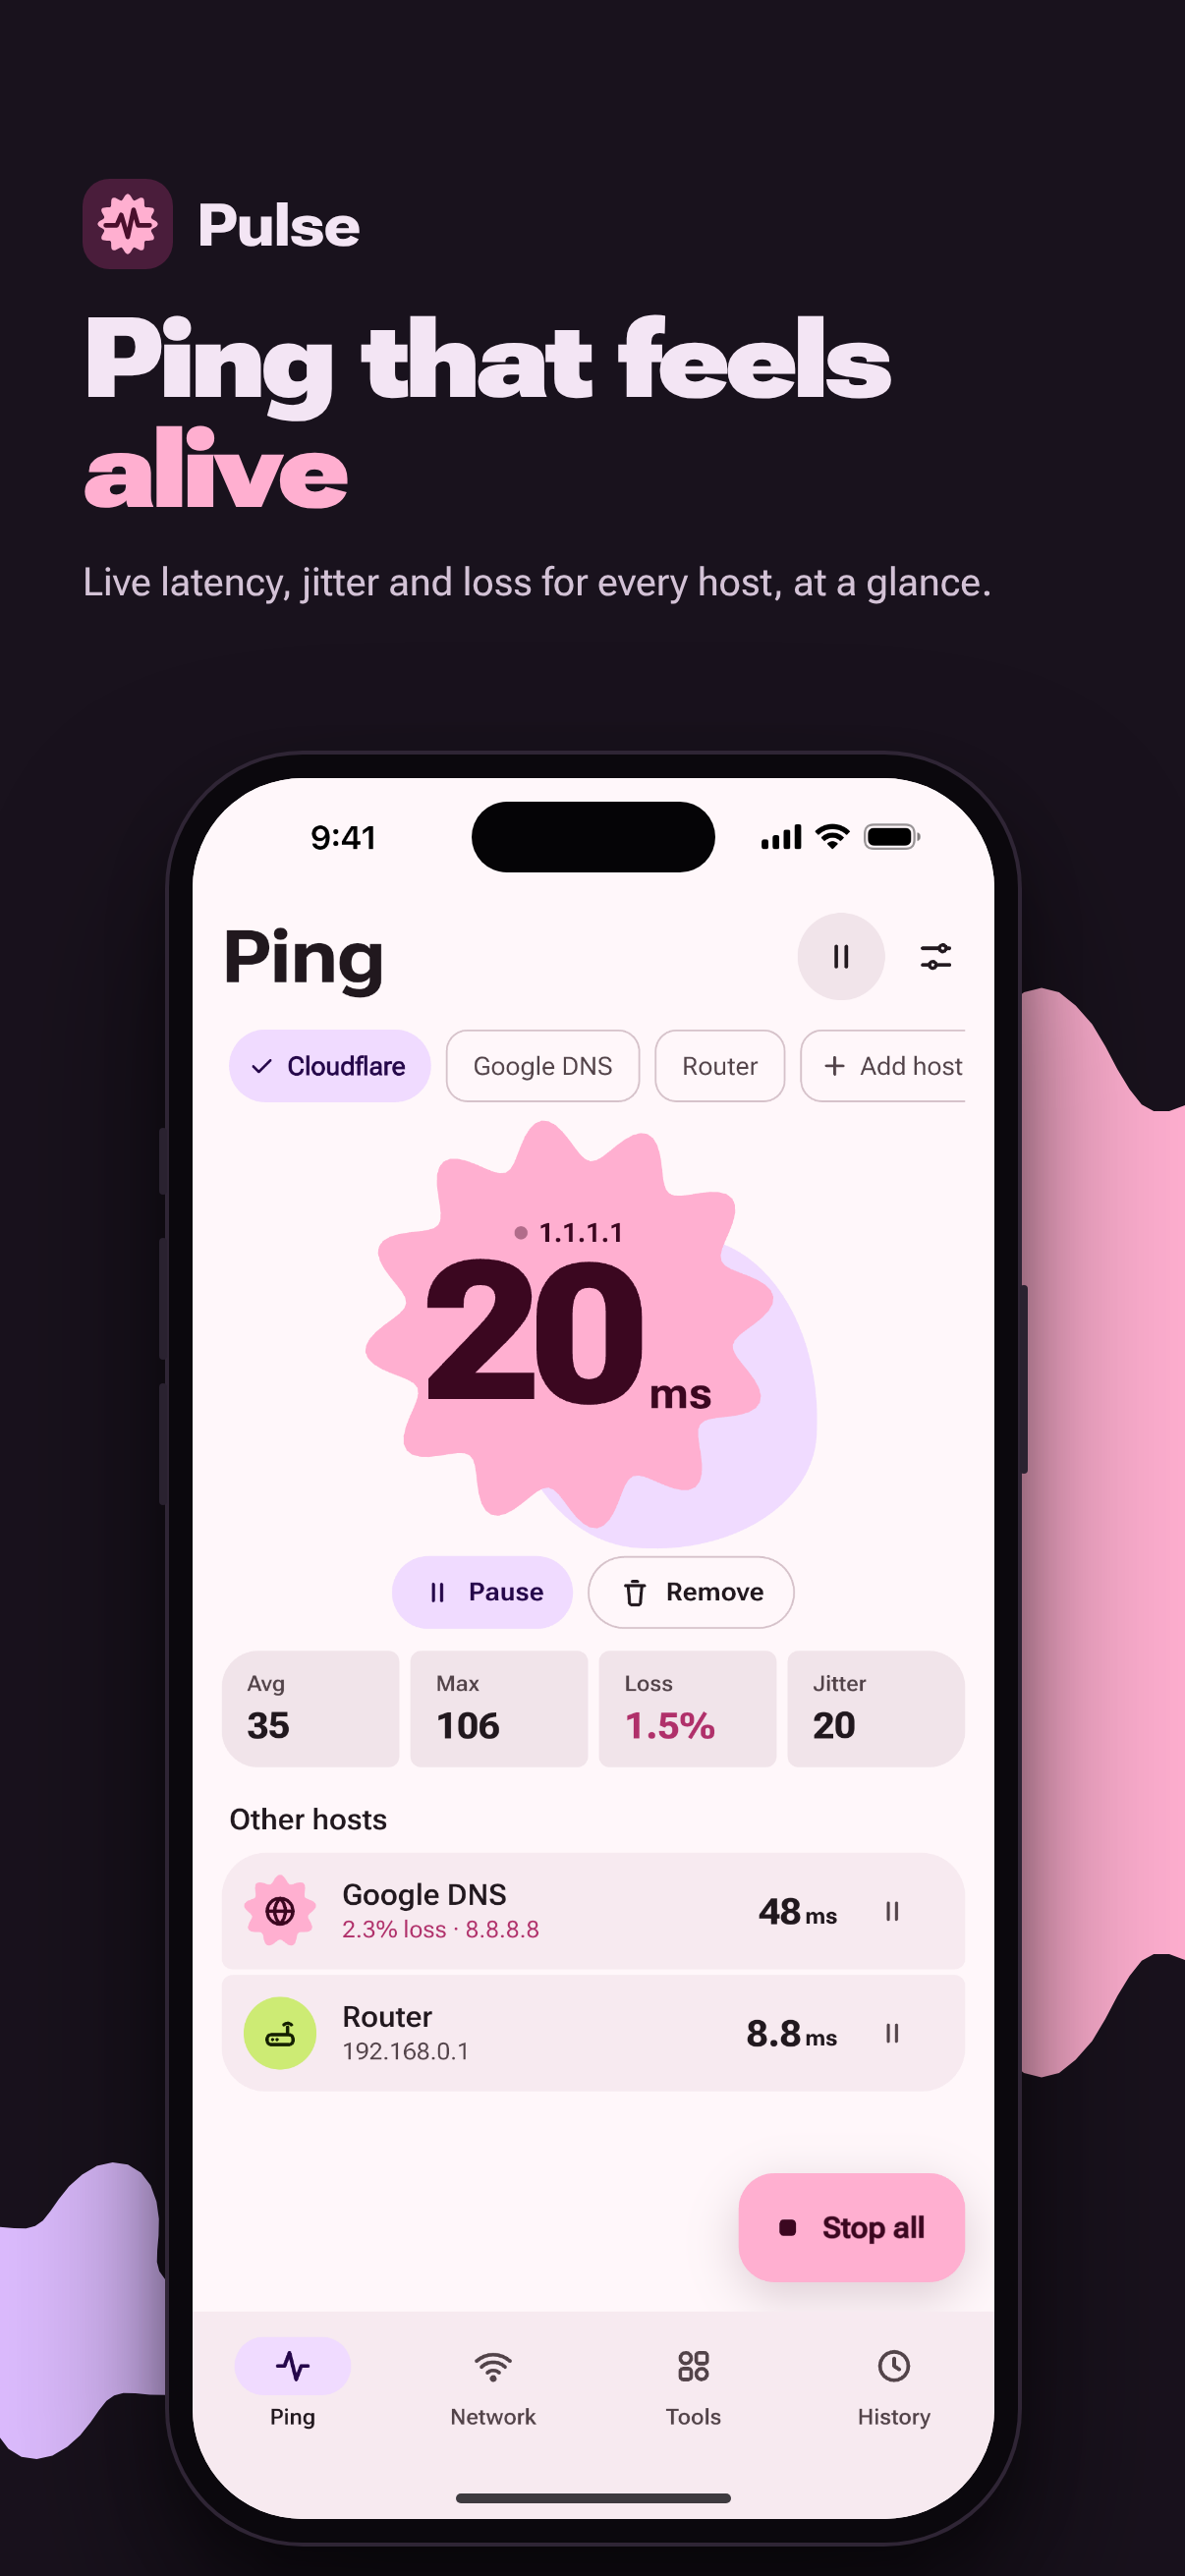 Pulse
Ping that feels
alive
Live latency, jitter and loss for every host, at a glance.
9:41
Ping
Cloudflare
Google DNS
Router
Add host
1.1.1.1
20 ms
Pause
Remove
Avg
Max
Loss
Jitter
35
106
1.5%
20
Other hosts
Google DNS
2.3% loss · 8.8.8.8
48 ms
Router
192.168.0.1
8.8 ms
Stop all
Ping
Network
Tools
History